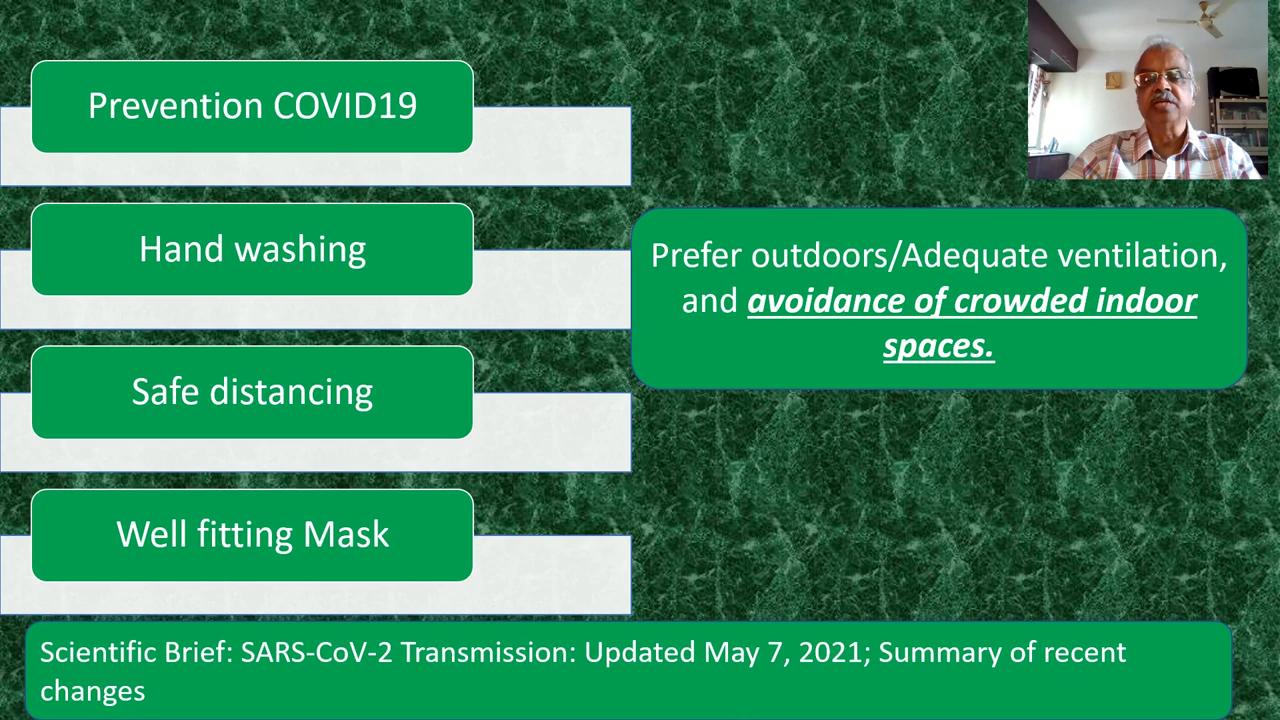 Prevention COVID19
Hand washing
Safe distancing
Well fitting Mask
Prefer outdoors/Adequate ventilation,
and avoidance of crowded indoor
spaces.
Scientific Brief: SARS-CoV-2 Transmission: Updated May 7, 2021; Summary of recent
changes